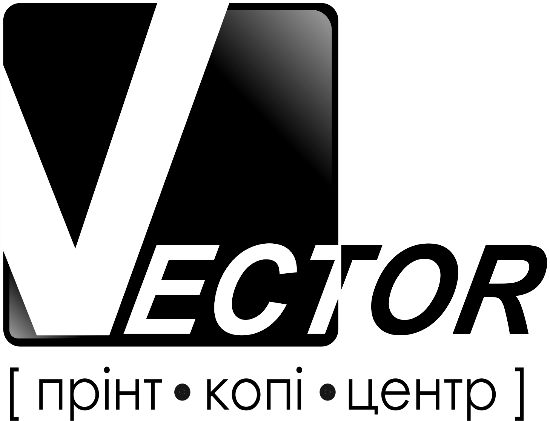 VECTOR
[ прінт • копі • центр ]